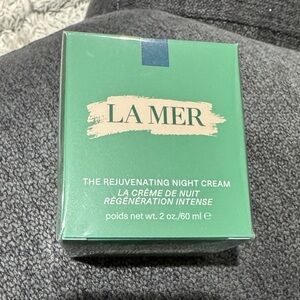 LA MER
THE REJUVENATING NIGHT CREAM
LA CRÈME DE NUIT
RÉGÉNÉRATION INTENSE
poids net wt. 2 oz./60 ml ℮